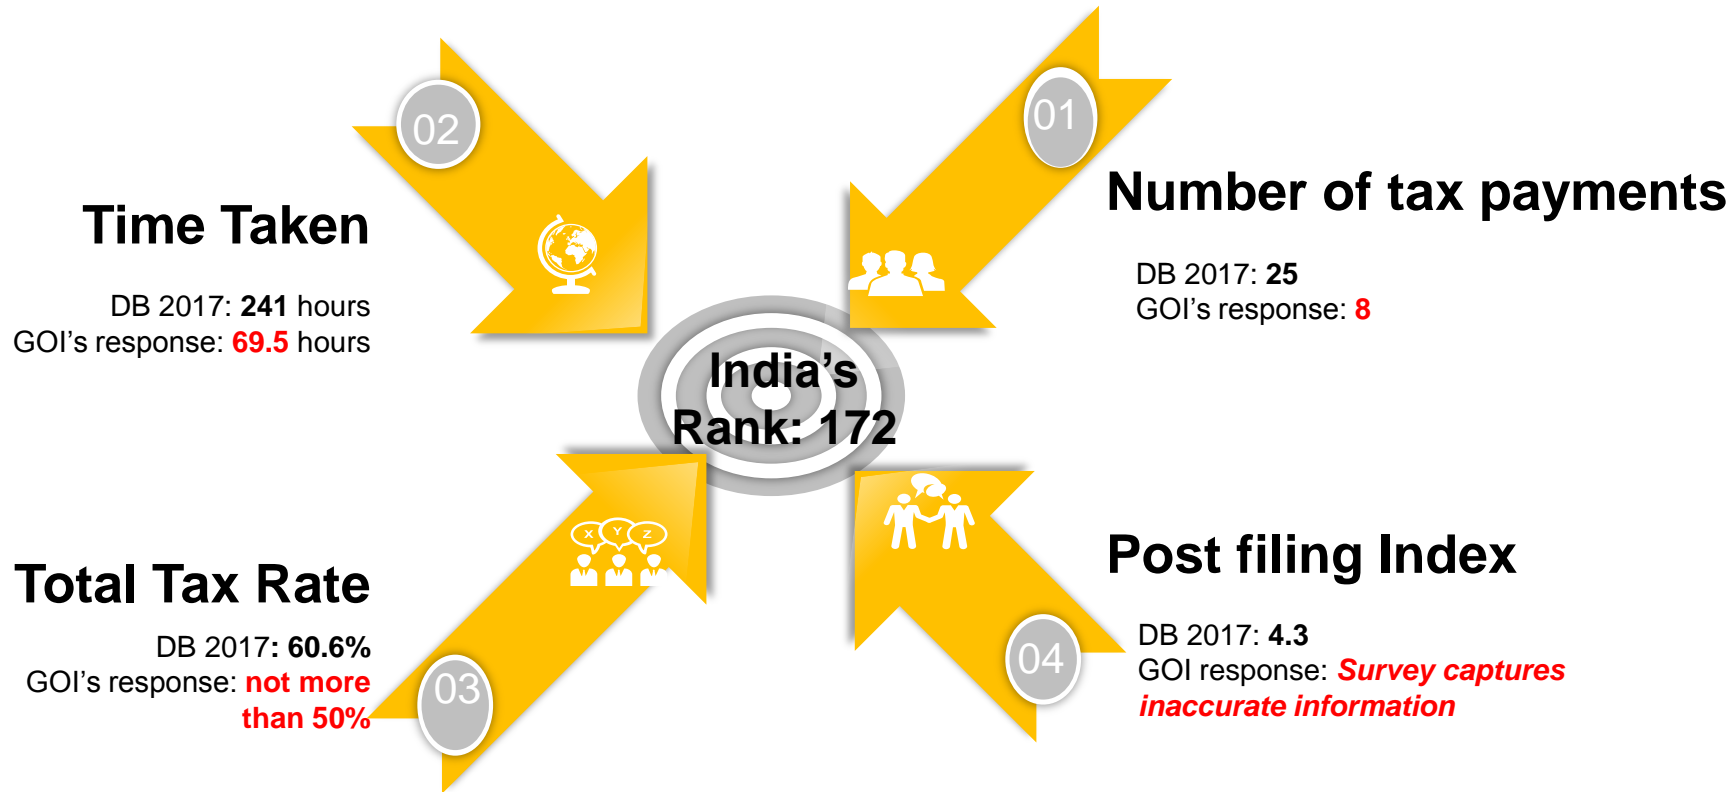 01
Number of tax payments
DB 2017: 25
GOI's response: 8
02
Time Taken
DB 2017: 241 hours
GOI's response: 69.5 hours
India's
Rank: 172
03
Total Tax Rate
DB 2017: 60.6%
GOI's response: not more
than 50%
X Y Z
04
Post filing Index
DB 2017: 4.3
GOI response: Survey captures
inaccurate information